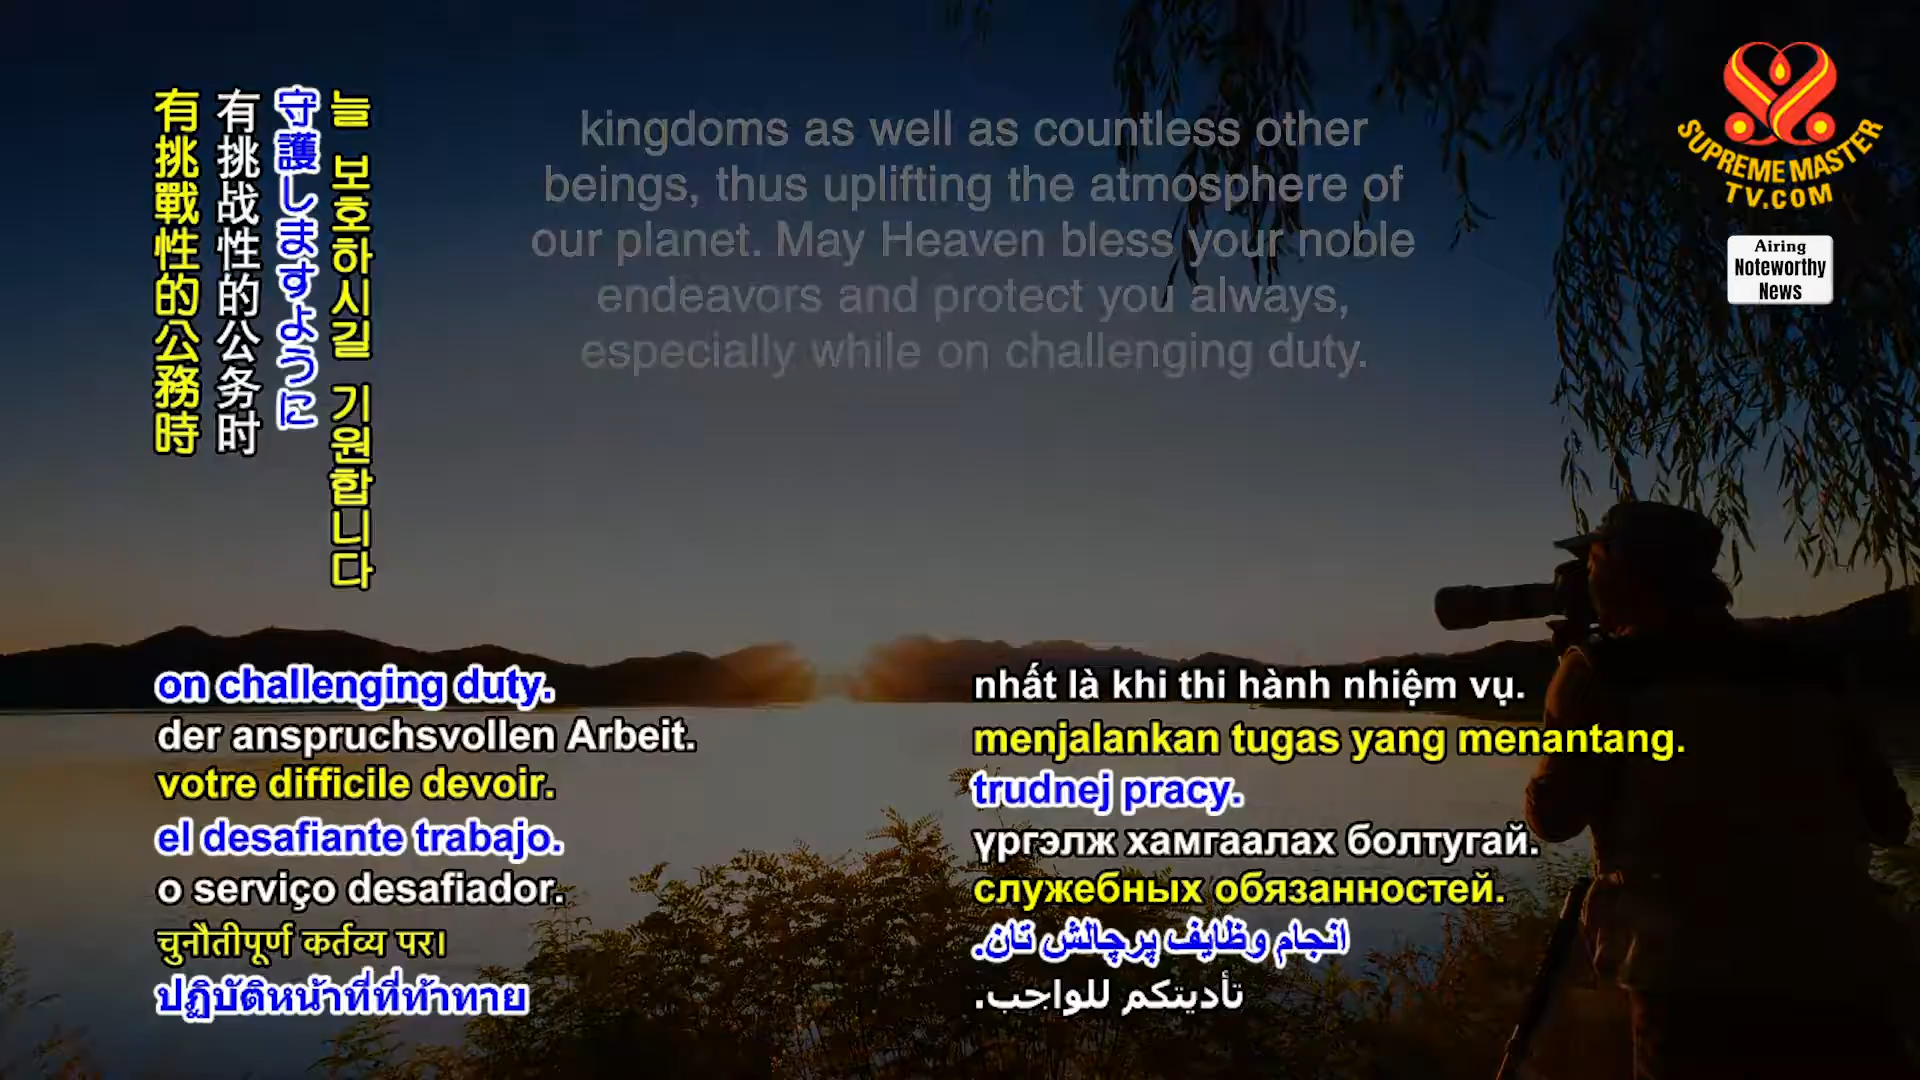 有挑戰性的公務時
有挑战性的公务时
守護しますように
늘 보호하시길 기원합니다
kingdoms as well as countless other
beings, thus uplifting the atmosphere of
our planet. May Heaven bless your noble
endeavors and protect you always,
especially while on challenging duty.
SUPREME MASTER
TV.COM
Airing
Noteworthy
News
on challenging duty.
der anspruchsvollen Arbeit.
votre difficile devoir.
el desafiante trabajo.
o serviço desafiador.
चुनौतीपूर्ण कर्तव्य पर।
ปฏิบัติหน้าที่ที่ท้าทาย
nhất là khi thi hành nhiệm vụ.
menjalankan tugas yang menantang.
trudnej pracy.
үргэлж хамгаалах болтугай.
служебных обязанностей.
انجام وظایف پرچالش تان.
تأديتكم للواجب.